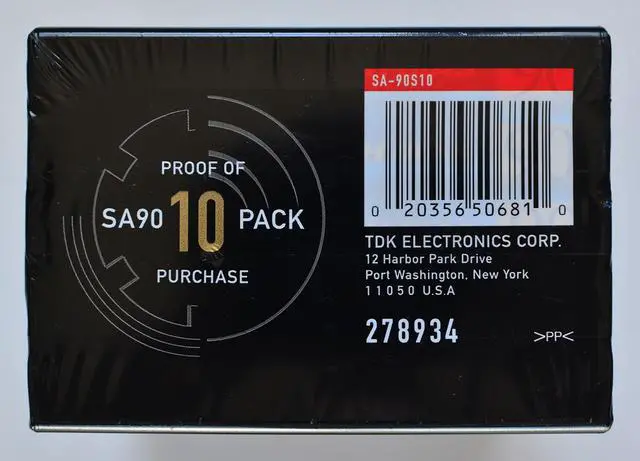 PROOF OF
SA90 10 PACK
PURCHASE
SA-90S10
0 20356 50681 0
TDK ELECTRONICS CORP.
12 Harbor Park Drive
Port Washington, New York
11050 U.S.A
278934
>PP<